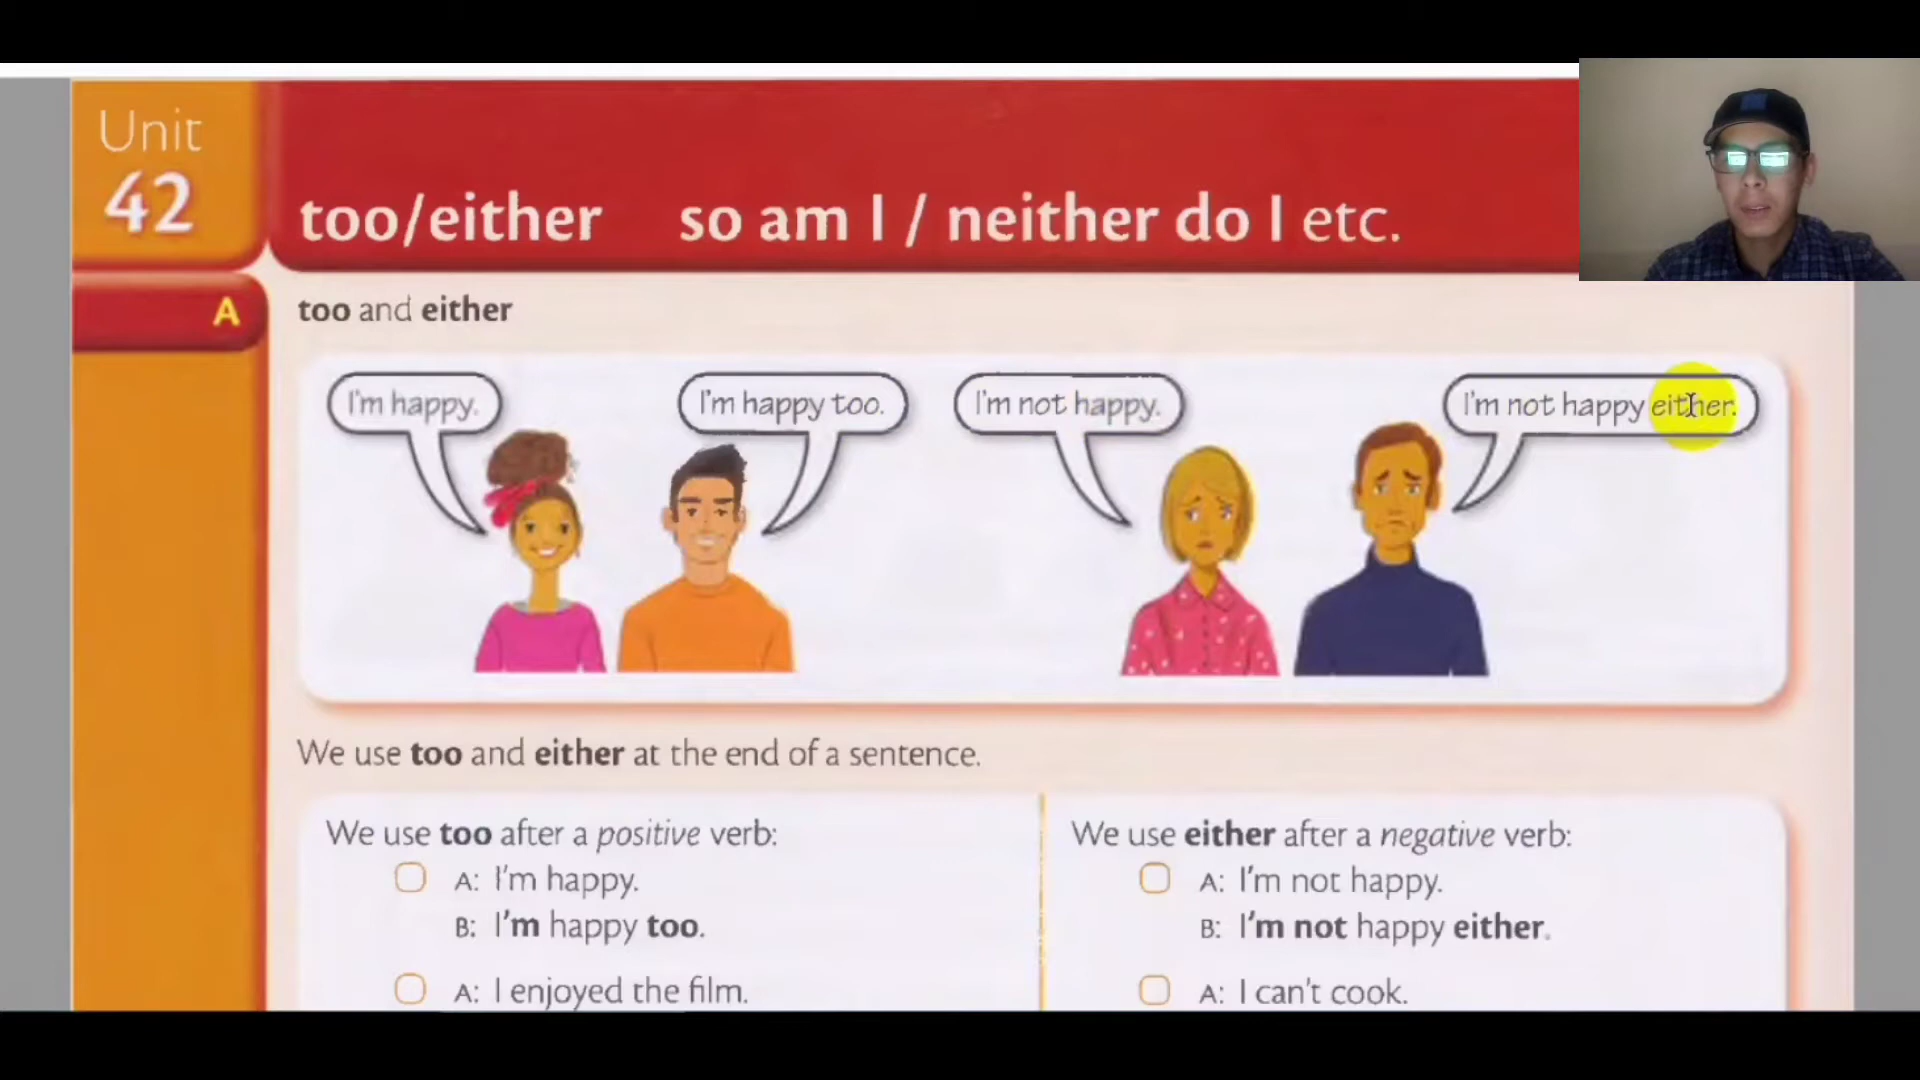 Unit
42
too/either so am I / neither do I etc.
A
too and either
I'm happy.
I'm happy too.
I'm not happy.
I'm not happy either.
We use too and either at the end of a sentence.
We use too after a positive verb:
A: I'm happy.
B: I'm happy too.
A: I enjoyed the film.
We use either after a negative verb:
A: I'm not happy.
B: I'm not happy either.
A: I can't cook.